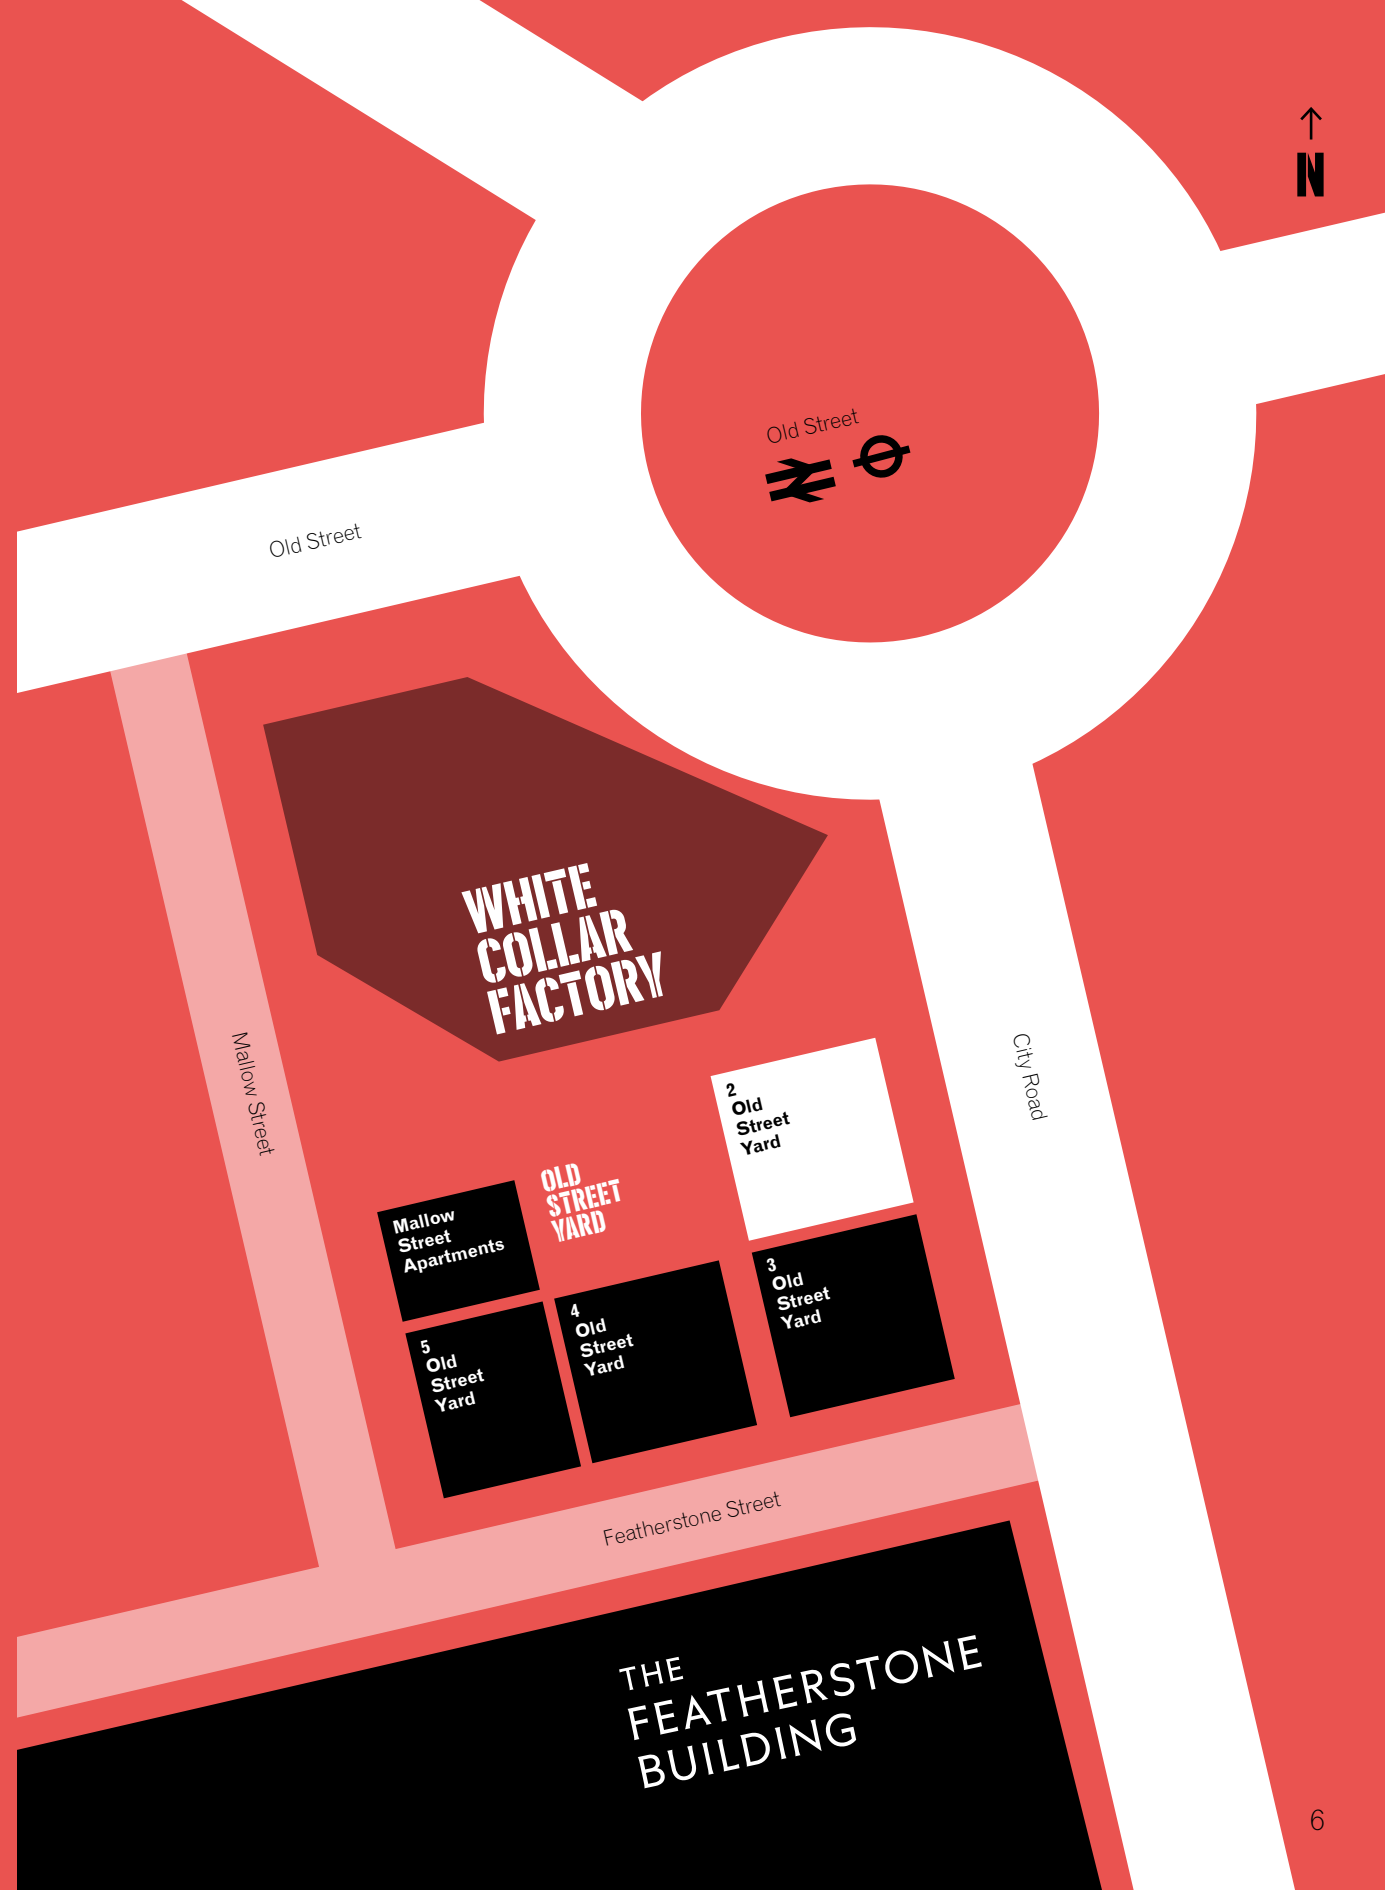 N
Old Street
Old Street
WHITE
COLLAR
FACTORY
Mallow Street
City Road
2
Old
Street
Yard
OLD
STREET
YARD
Mallow
Street
Apartments
3
Old
Street
Yard
4
Old
Street
Yard
5
Old
Street
Yard
Featherstone Street
THE
FEATHERSTONE
BUILDING
6